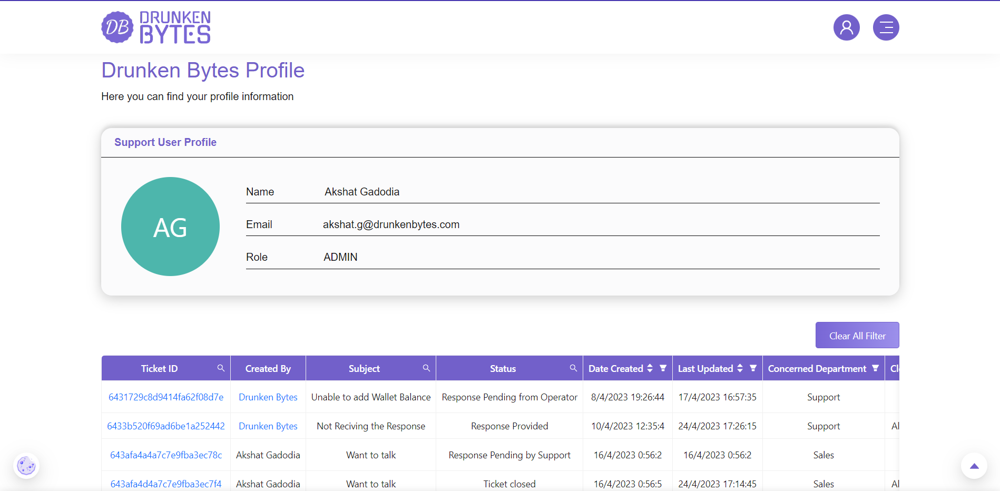 DB DRUNKEN
BYTES
Drunken Bytes Profile
Here you can find your profile information
Support User Profile
AG
Name Akshat Gadodia
Email akshat.g@drunkenbytes.com
Role ADMIN
Clear All Filter
Ticket ID Created By Subject Status Date Created Last Updated Concerned Department Cl
6431729c8d9414fa62f08d7e Drunken Bytes Unable to add Wallet Balance Response Pending from Operator 8/4/2023 19:26:44 17/4/2023 16:57:35 Support
6433b520f69ad6be1a252442 Drunken Bytes Not Reciving the Response Response Provided 10/4/2023 12:35:4 24/4/2023 17:26:15 Support Al
643afa4a4a7c7e9fba3ec78c Akshat Gadodia Want to talk Response Pending by Support 16/4/2023 0:56:2 16/4/2023 0:56:2 Sales
643afa4d4a7c7e9fba3ec7f4 Akshat Gadodia Want to talk Ticket closed 16/4/2023 0:56:5 24/4/2023 17:14:45 Sales Al